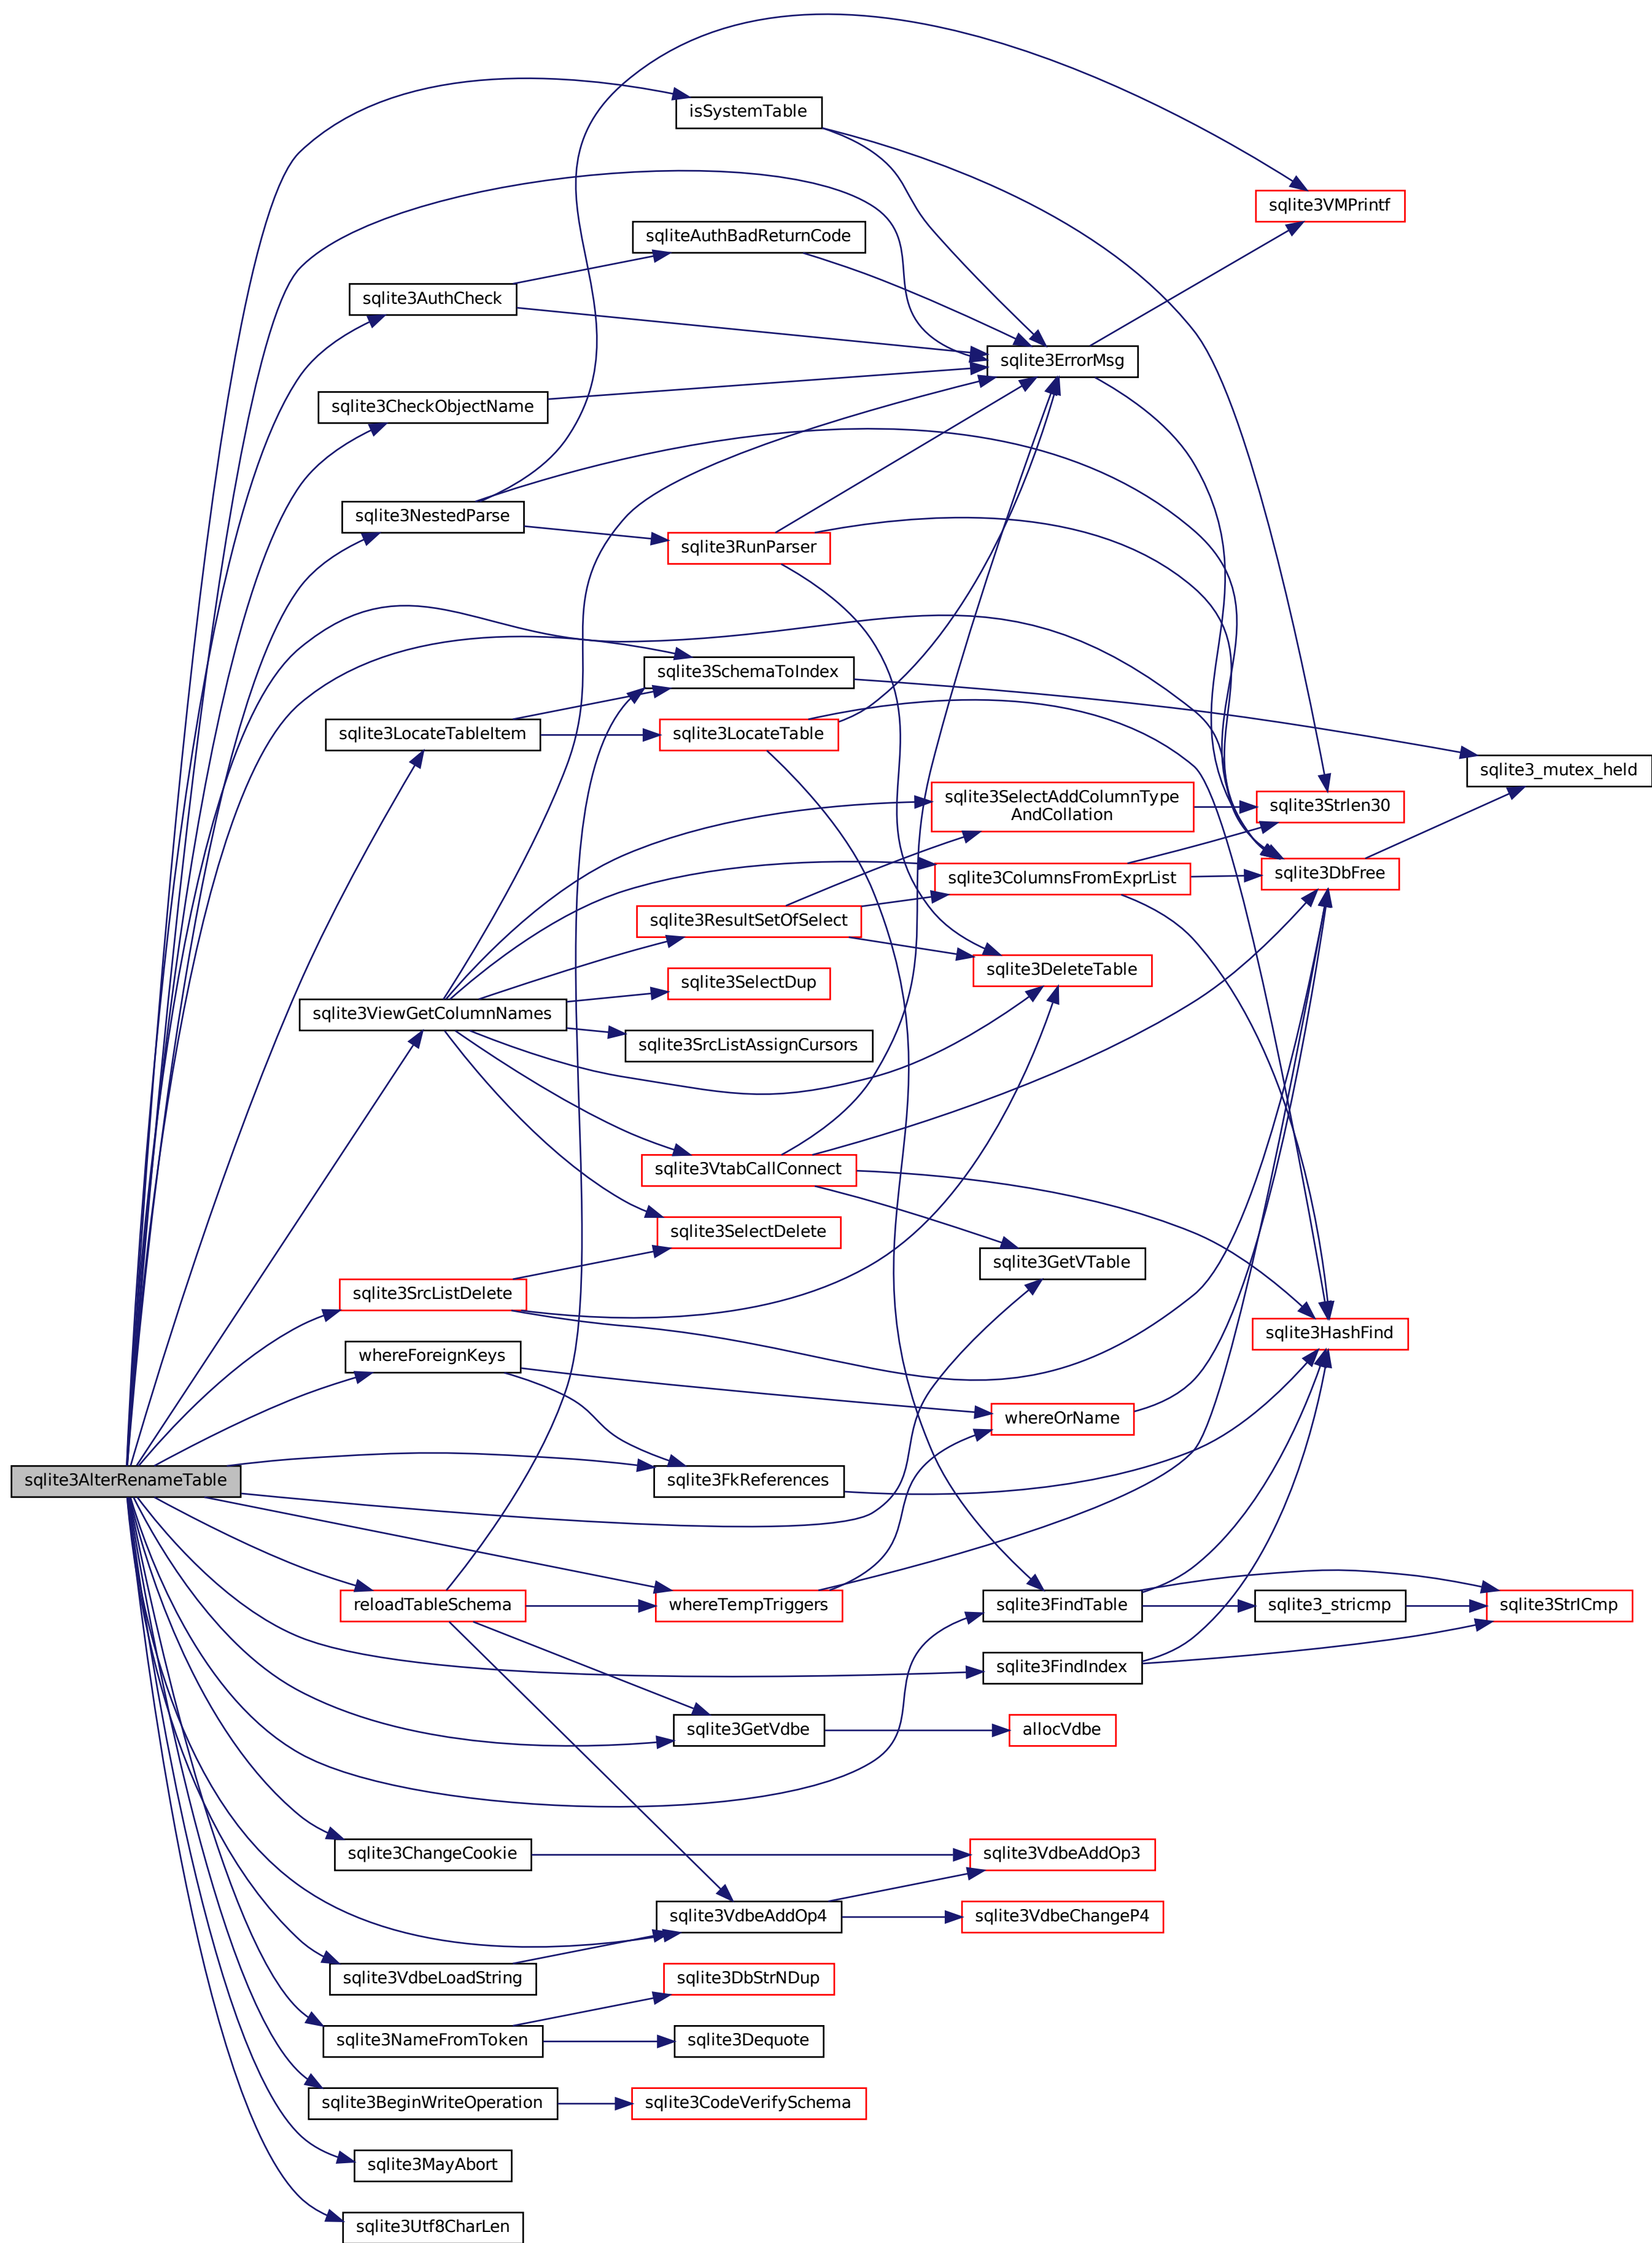 isSystemTable
sqlite3VMPrintf
sqliteAuthBadReturnCode
sqlite3AuthCheck
sqlite3ErrorMsg
sqlite3CheckObjectName
sqlite3NestedParse
sqlite3RunParser
sqlite3SchemaToIndex
sqlite3LocateTableItem
sqlite3LocateTable
sqlite3_mutex_held
sqlite3SelectAddColumnType
AndCollation
sqlite3Strlen30
sqlite3DbFree
sqlite3ColumnsFromExprList
sqlite3ResultSetOfSelect
sqlite3DeleteTable
sqlite3SelectDup
sqlite3ViewGetColumnNames
sqlite3SrcListAssignCursors
sqlite3VtabCallConnect
sqlite3SelectDelete
sqlite3GetVTable
sqlite3SrcListDelete
sqlite3HashFind
whereForeignKeys
whereOrName
sqlite3AlterRenameTable
sqlite3FkReferences
reloadTableSchema
whereTempTriggers
sqlite3FindTable
sqlite3_stricmp
sqlite3StrICmp
sqlite3FindIndex
sqlite3GetVdbe
allocVdbe
sqlite3ChangeCookie
sqlite3VdbeAddOp3
sqlite3VdbeAddOp4
sqlite3VdbeChangeP4
sqlite3VdbeLoadString
sqlite3DbStrNDup
sqlite3NameFromToken
sqlite3Dequote
sqlite3BeginWriteOperation
sqlite3CodeVerifySchema
sqlite3MayAbort
sqlite3Utf8CharLen